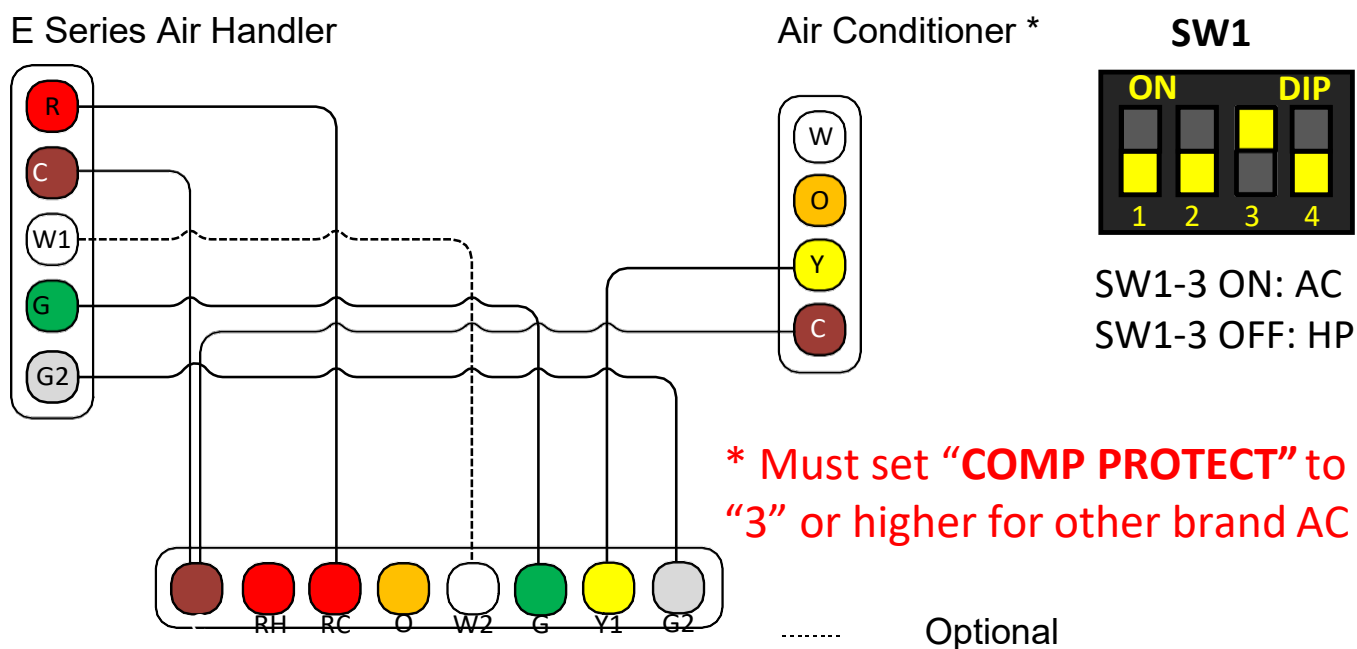 E Series Air Handler
Air Conditioner *
SW1
R
C
W1
G
G2
W
O
Y
C
ON DIP
1 2 3 4
SW1-3 ON: AC
SW1-3 OFF: HP
* Must set “COMP PROTECT” to
“3” or higher for other brand AC
RH RC O W2 G Y1 G2
Optional